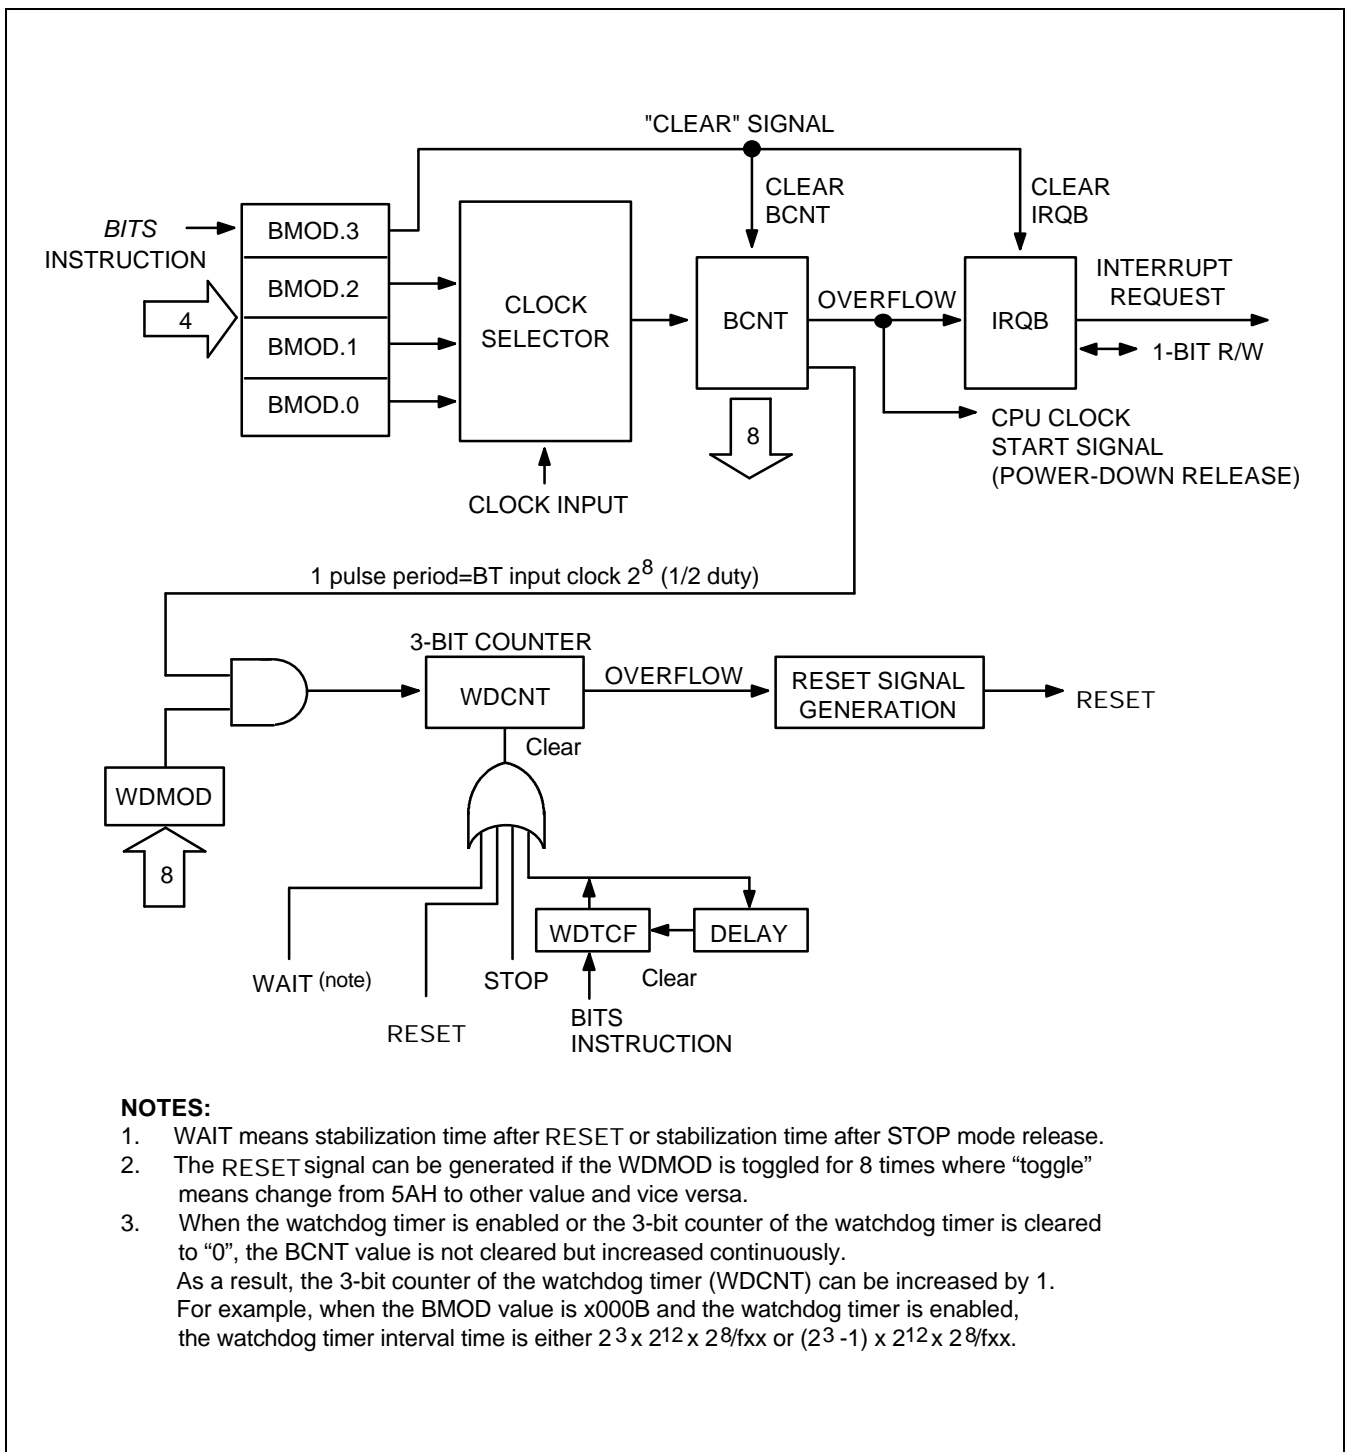 "CLEAR" SIGNAL
CLEAR
BCNT
CLEAR
IRQB
BITS
INSTRUCTION
4
BMOD.3
BMOD.2
BMOD.1
BMOD.0
CLOCK
SELECTOR
CLOCK INPUT
BCNT
8
OVERFLOW
IRQB
INTERRUPT
REQUEST
1-BIT R/W
CPU CLOCK
START SIGNAL
(POWER-DOWN RELEASE)
1 pulse period=BT input clock 2⁸ (1/2 duty)
3-BIT COUNTER
WDCNT
OVERFLOW
RESET SIGNAL
GENERATION
RESET
Clear
WDMOD
8
WAIT (note)
RESET
STOP
WDTCF
DELAY
Clear
BITS
INSTRUCTION
NOTES:
1. WAIT means stabilization time after RESET or stabilization time after STOP mode release.
2. The RESET signal can be generated if the WDMOD is toggled for 8 times where “toggle”
means change from 5AH to other value and vice versa.
3. When the watchdog timer is enabled or the 3-bit counter of the watchdog timer is cleared
to “0”, the BCNT value is not cleared but increased continuously.
As a result, the 3-bit counter of the watchdog timer (WDCNT) can be increased by 1.
For example, when the BMOD value is x000B and the watchdog timer is enabled,
the watchdog timer interval time is either 2³ x 2¹² x 2⁸/fxx or (2³ -1) x 2¹² x 2⁸/fxx.